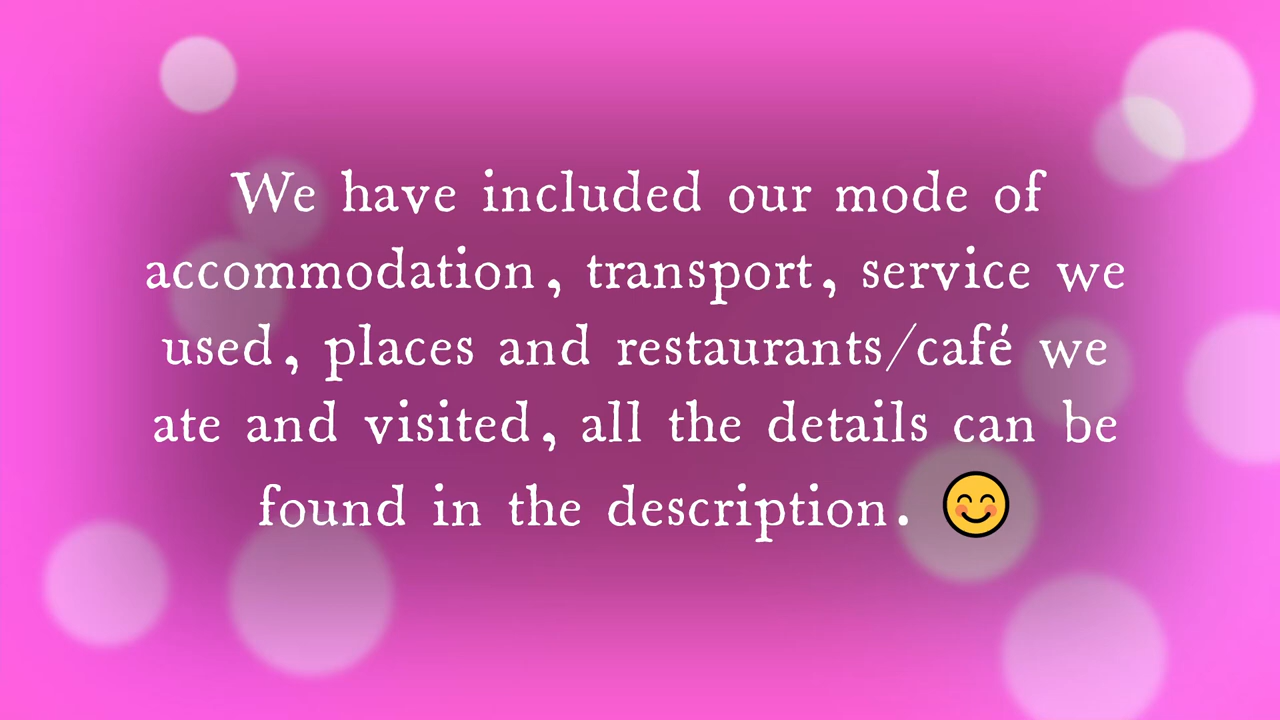 We have included our mode of
accommodation, transport, service we
used, places and restaurants/café we
ate and visited, all the details can be
found in the description. 😊